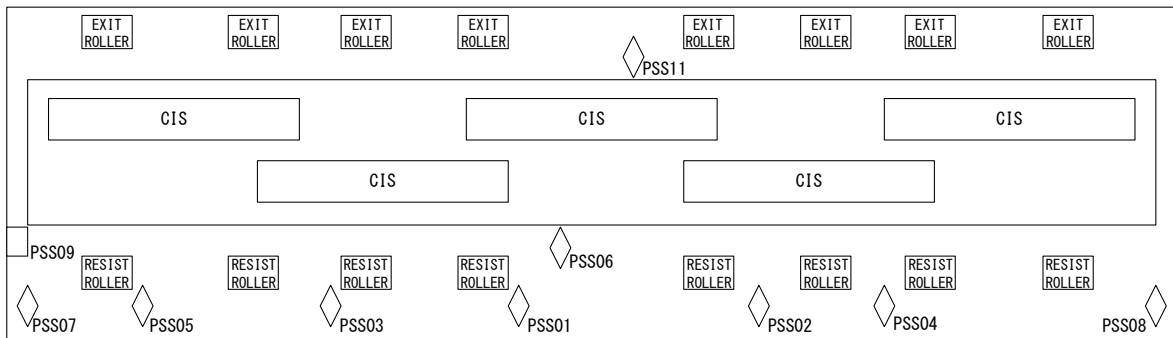 EXIT
ROLLER
EXIT
ROLLER
EXIT
ROLLER
EXIT
ROLLER
EXIT
ROLLER
EXIT
ROLLER
EXIT
ROLLER
EXIT
ROLLER
PSS11
CIS
CIS
CIS
CIS
CIS
PSS09
PSS06
RESIST
ROLLER
RESIST
ROLLER
RESIST
ROLLER
RESIST
ROLLER
RESIST
ROLLER
RESIST
ROLLER
RESIST
ROLLER
RESIST
ROLLER
PSS07
PSS05
PSS03
PSS01
PSS02
PSS04
PSS08